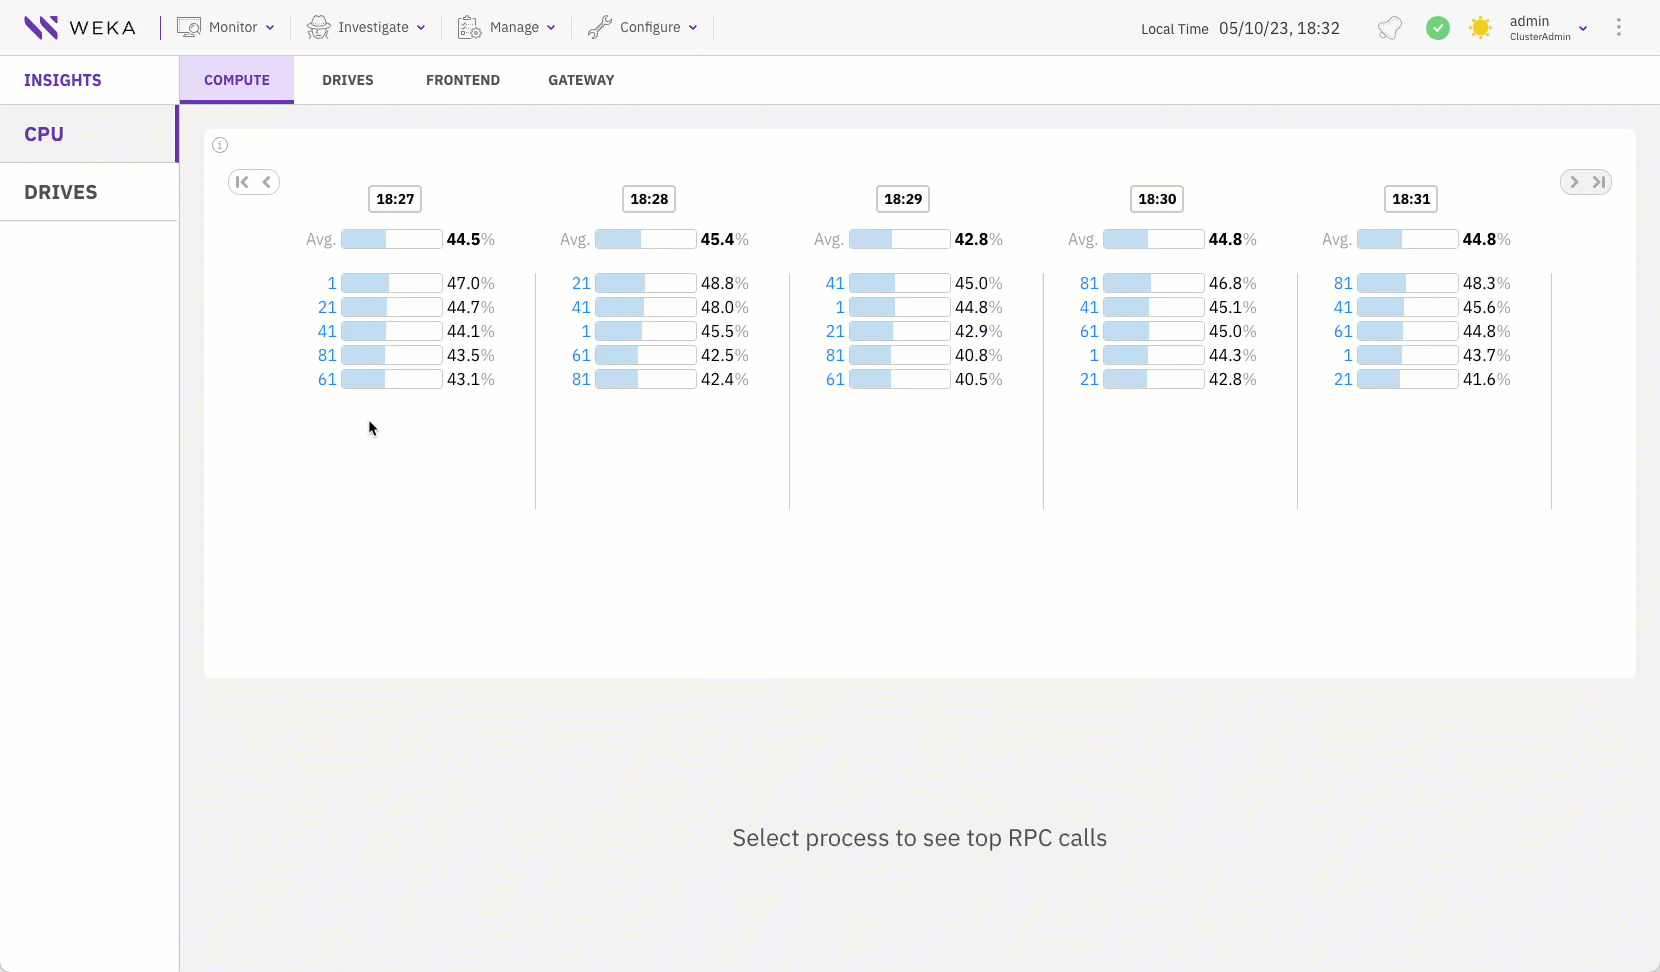 WEKA Monitor Investigate Manage Configure Local Time 05/10/23, 18:32 admin
ClusterAdmin
INSIGHTS COMPUTE DRIVES FRONTEND GATEWAY
CPU
DRIVES
18:27 18:28 18:29 18:30 18:31
Avg. 44.5% Avg. 45.4% Avg. 42.8% Avg. 44.8% Avg. 44.8%
1 47.0% 21 48.8% 41 45.0% 81 46.8% 81 48.3%
21 44.7% 41 48.0% 1 44.8% 41 45.1% 41 45.6%
41 44.1% 1 45.5% 21 42.9% 61 45.0% 61 44.8%
81 43.5% 61 42.5% 81 40.8% 1 44.3% 1 43.7%
61 43.1% 81 42.4% 61 40.5% 21 42.8% 21 41.6%
Select process to see top RPC calls